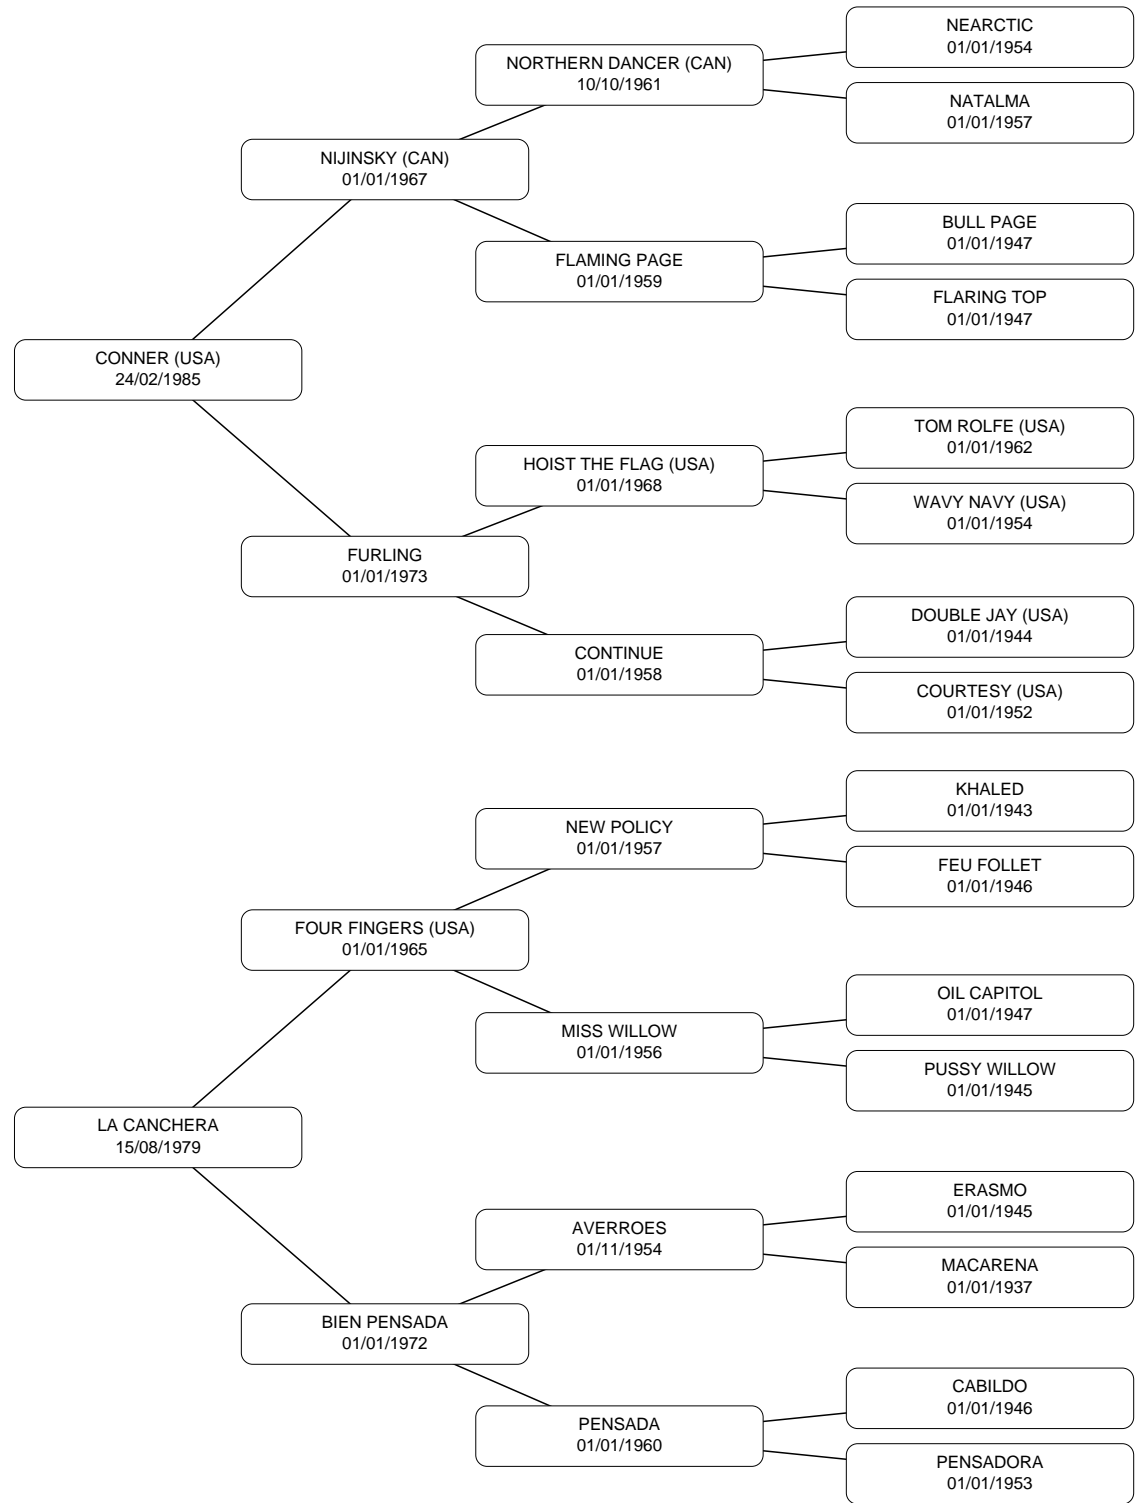 NEARCTIC
01/01/1954
NORTHERN DANCER (CAN)
10/10/1961
NATALMA
01/01/1957
NIJINSKY (CAN)
01/01/1967
BULL PAGE
01/01/1947
FLAMING PAGE
01/01/1959
FLARING TOP
01/01/1947
CONNER (USA)
24/02/1985
TOM ROLFE (USA)
01/01/1962
HOIST THE FLAG (USA)
01/01/1968
WAVY NAVY (USA)
01/01/1954
FURLING
01/01/1973
DOUBLE JAY (USA)
01/01/1944
CONTINUE
01/01/1958
COURTESY (USA)
01/01/1952
KHALED
01/01/1943
NEW POLICY
01/01/1957
FEU FOLLET
01/01/1946
FOUR FINGERS (USA)
01/01/1965
OIL CAPITOL
01/01/1947
MISS WILLOW
01/01/1956
PUSSY WILLOW
01/01/1945
LA CANCHERA
15/08/1979
ERASMO
01/01/1945
AVERROES
01/11/1954
MACARENA
01/01/1937
BIEN PENSADA
01/01/1972
CABILDO
01/01/1946
PENSADA
01/01/1960
PENSADORA
01/01/1953